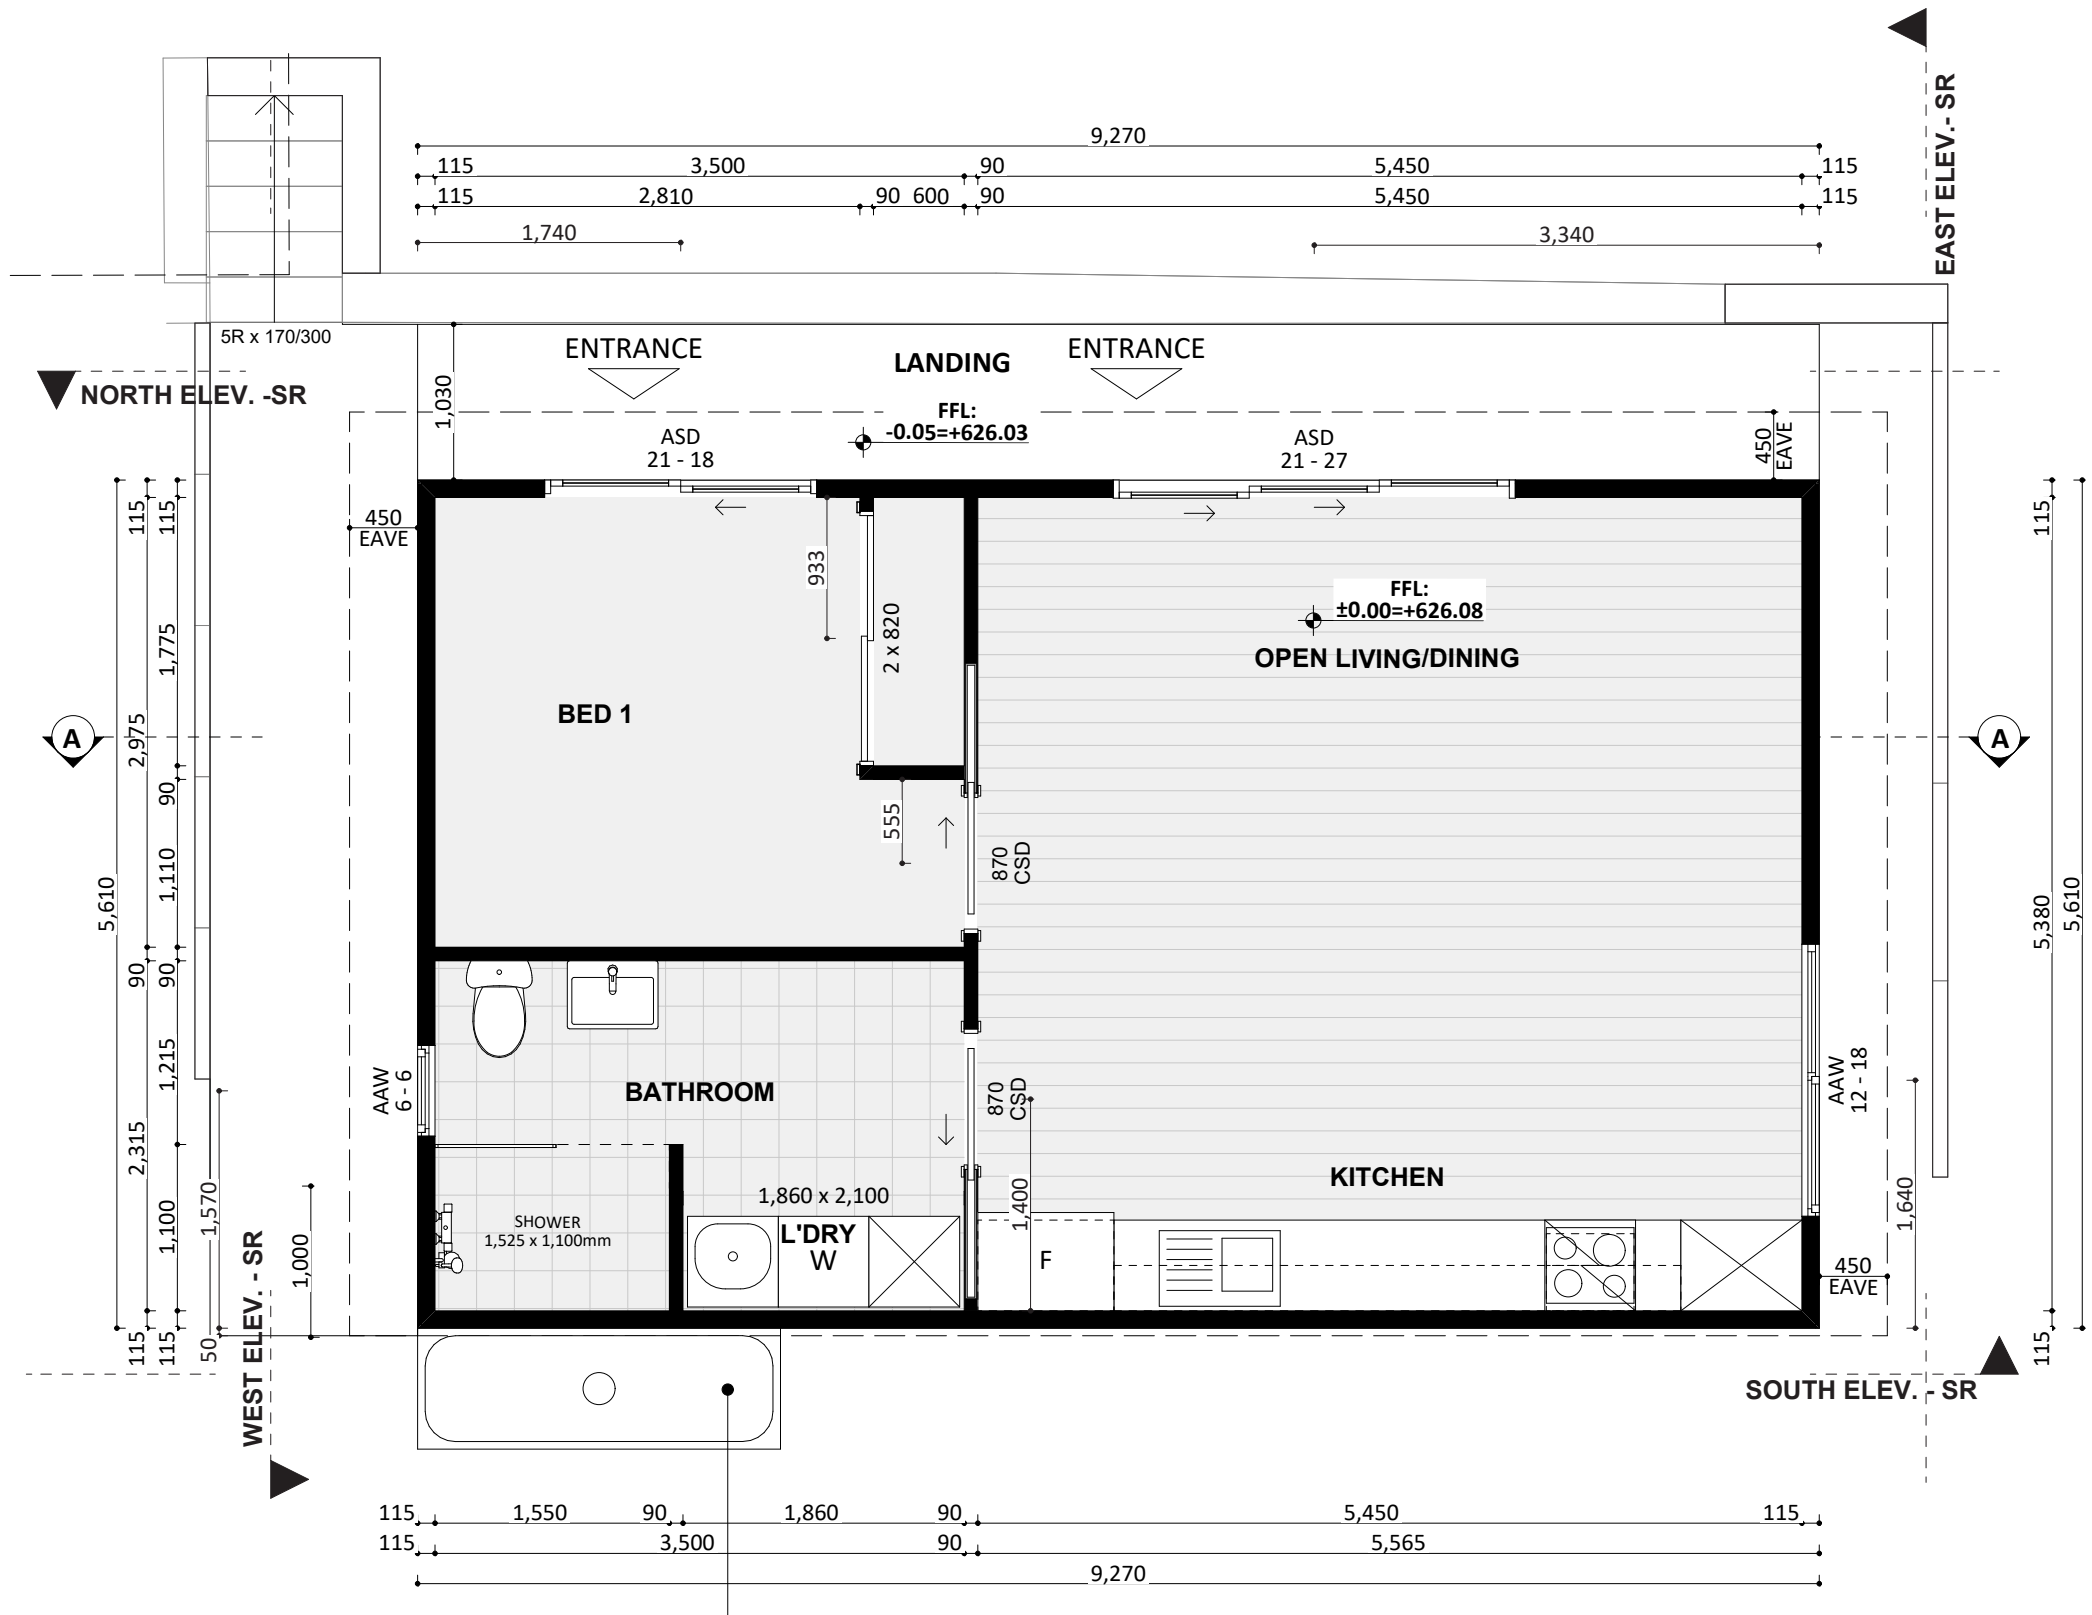 EAST ELEV.- SR
9,270
115
3,500
90
5,450
115
115
2,810
90
600
90
5,450
115
1,740
3,340
5R x 170/300
ENTRANCE
LANDING
ENTRANCE
NORTH ELEV. -SR
1,030
FFL:
-0.05=+626.03
ASD
21 - 18
ASD
21 - 27
450
EAVE
450
EAVE
115
115
115
933
2 x 820
FFL:
±0.00=+626.08
OPEN LIVING/DINING
1,775
BED 1
A
2,975
A
90
555
870
CSD
1,110
5,610
5,380
5,610
90
90
1,215
AAW
6 - 6
BATHROOM
870
CSD
AAW
12 - 18
2,315
KITCHEN
1,570
1,100
1,860 x 2,100
1,400
1,640
SHOWER
1,525 x 1,100mm
L'DRY
W
F
1,000
450
EAVE
115
115
50
115
WEST ELEV. - SR
SOUTH ELEV. - SR
115
1,550
90
1,860
90
5,450
115
115
3,500
90
5,565
9,270